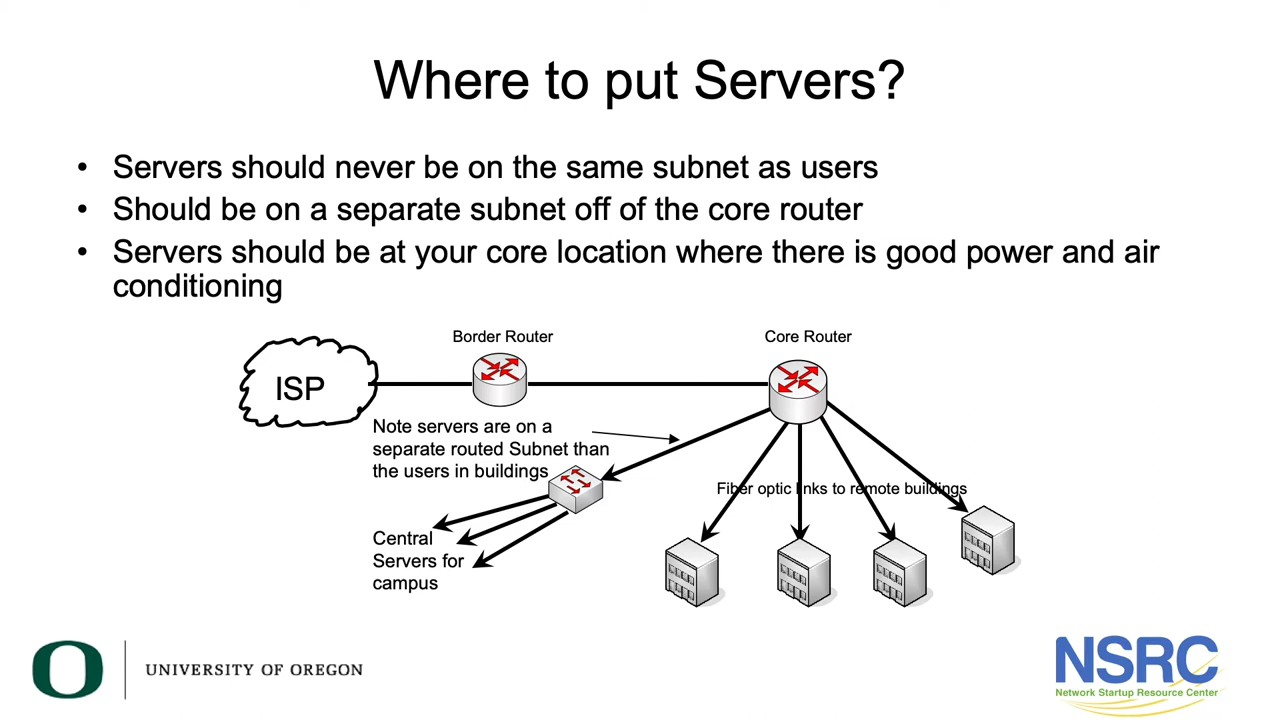 Where to put Servers?
• Servers should never be on the same subnet as users
• Should be on a separate subnet off of the core router
• Servers should be at your core location where there is good power and air
conditioning
Border Router
Core Router
ISP
Note servers are on a
separate routed Subnet than
the users in buildings
Fiber optic links to remote buildings
Central
Servers for
campus
O
UNIVERSITY OF OREGON
NSRC
Network Startup Resource Center